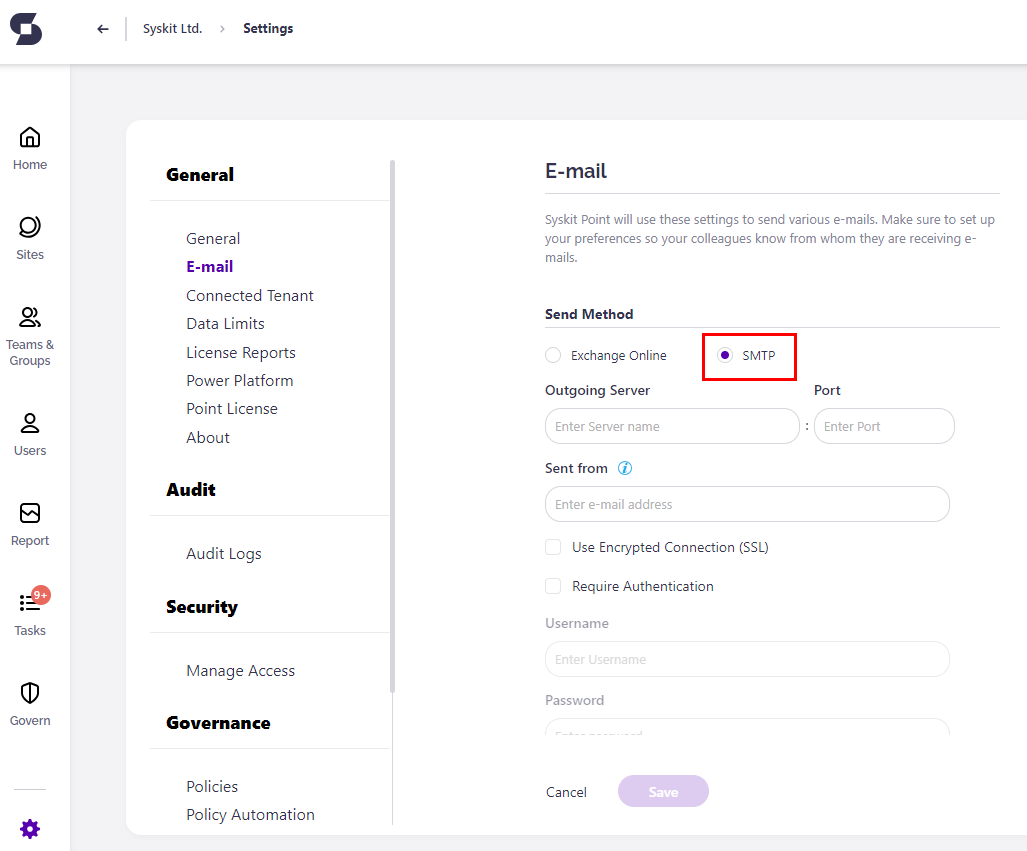 Syskit Ltd. > Settings
Home
Sites
Teams &
Groups
Users
Report
9+
Tasks
Govern
General
General
E-mail
Connected Tenant
Data Limits
License Reports
Power Platform
Point License
About
Audit
Audit Logs
Security
Manage Access
Governance
Policies
Policy Automation
E-mail
Syskit Point will use these settings to send various e-mails. Make sure to set up
your preferences so your colleagues know from whom they are receiving e-
mails.
Send Method
Exchange Online SMTP
Outgoing Server Port
Enter Server name : Enter Port
Sent from i
Enter e-mail address
Use Encrypted Connection (SSL)
Require Authentication
Username
Enter Username
Password
Enter password
Cancel Save